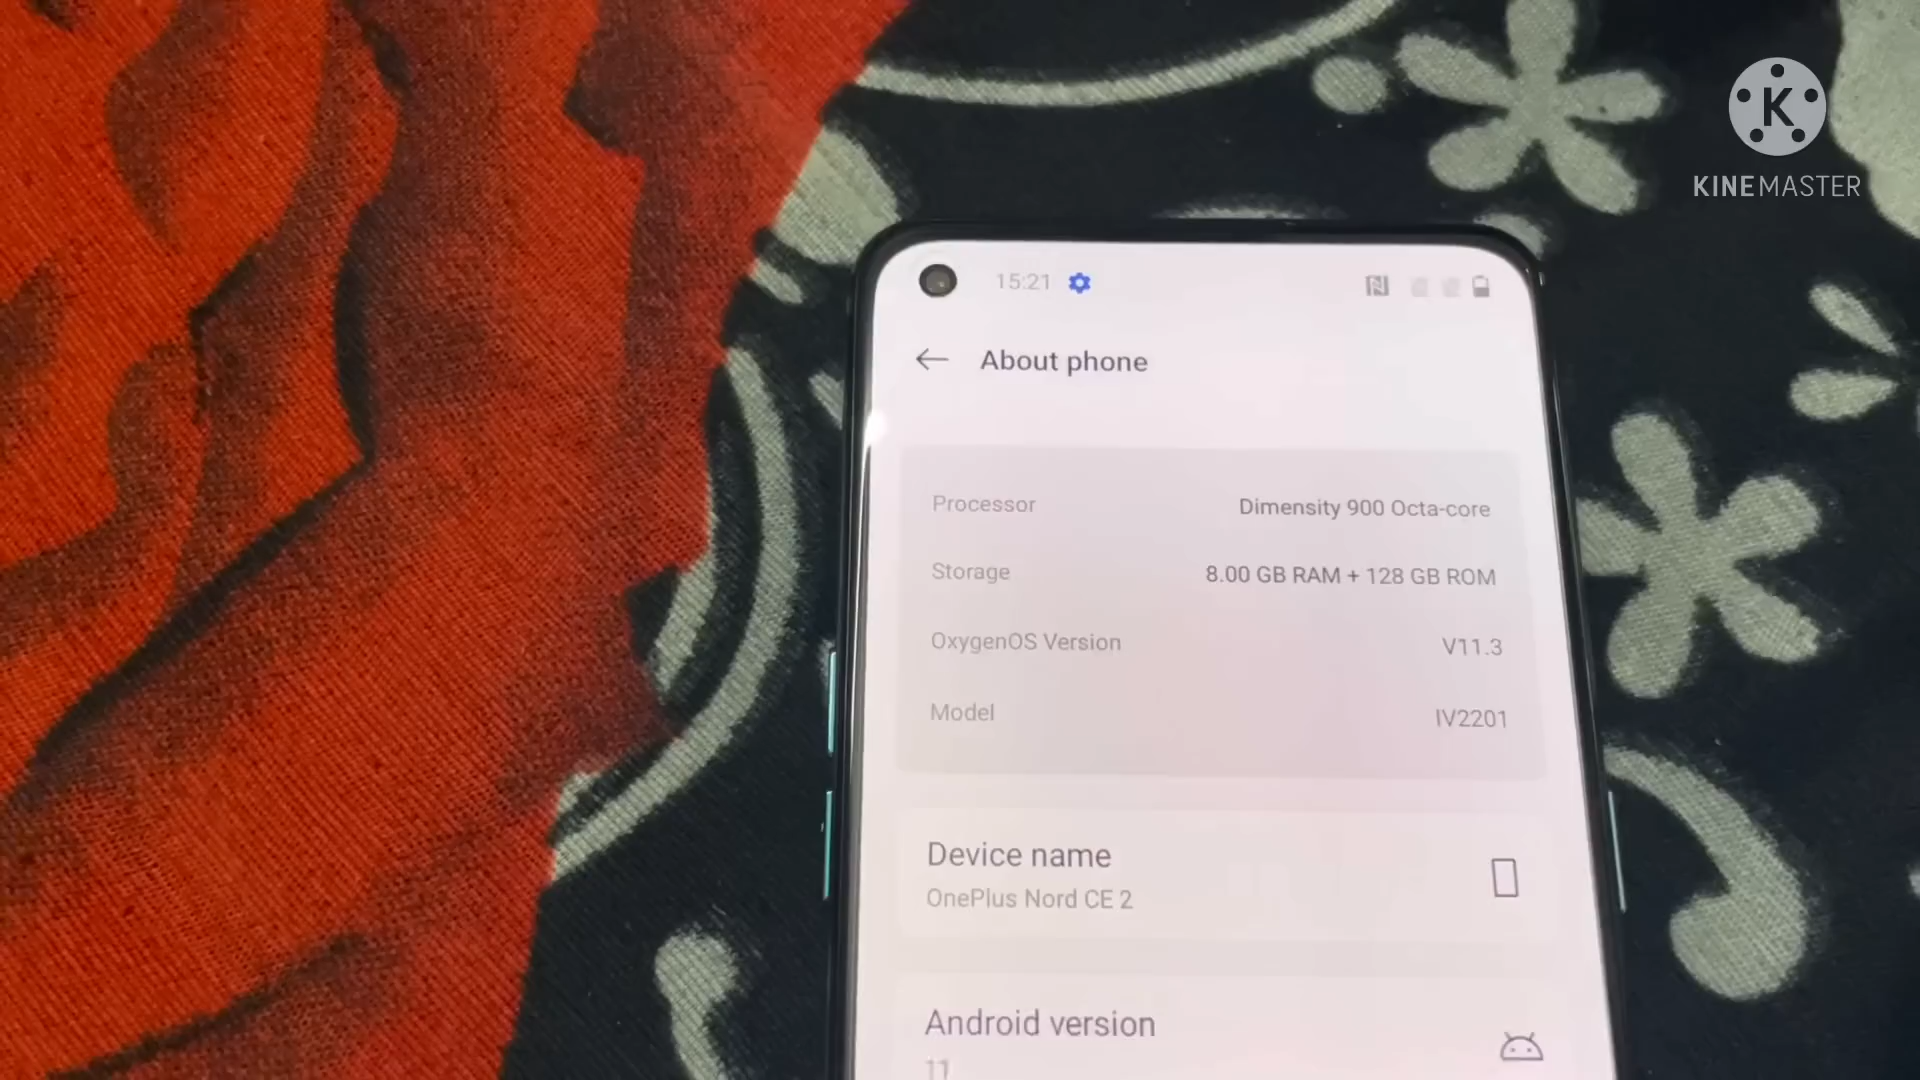 K
KINEMASTER
15:21
About phone
Processor Dimensity 900 Octa-core
Storage 8.00 GB RAM + 128 GB ROM
OxygenOS Version V11.3
Model IV2201
Device name
OnePlus Nord CE 2
Android version
11